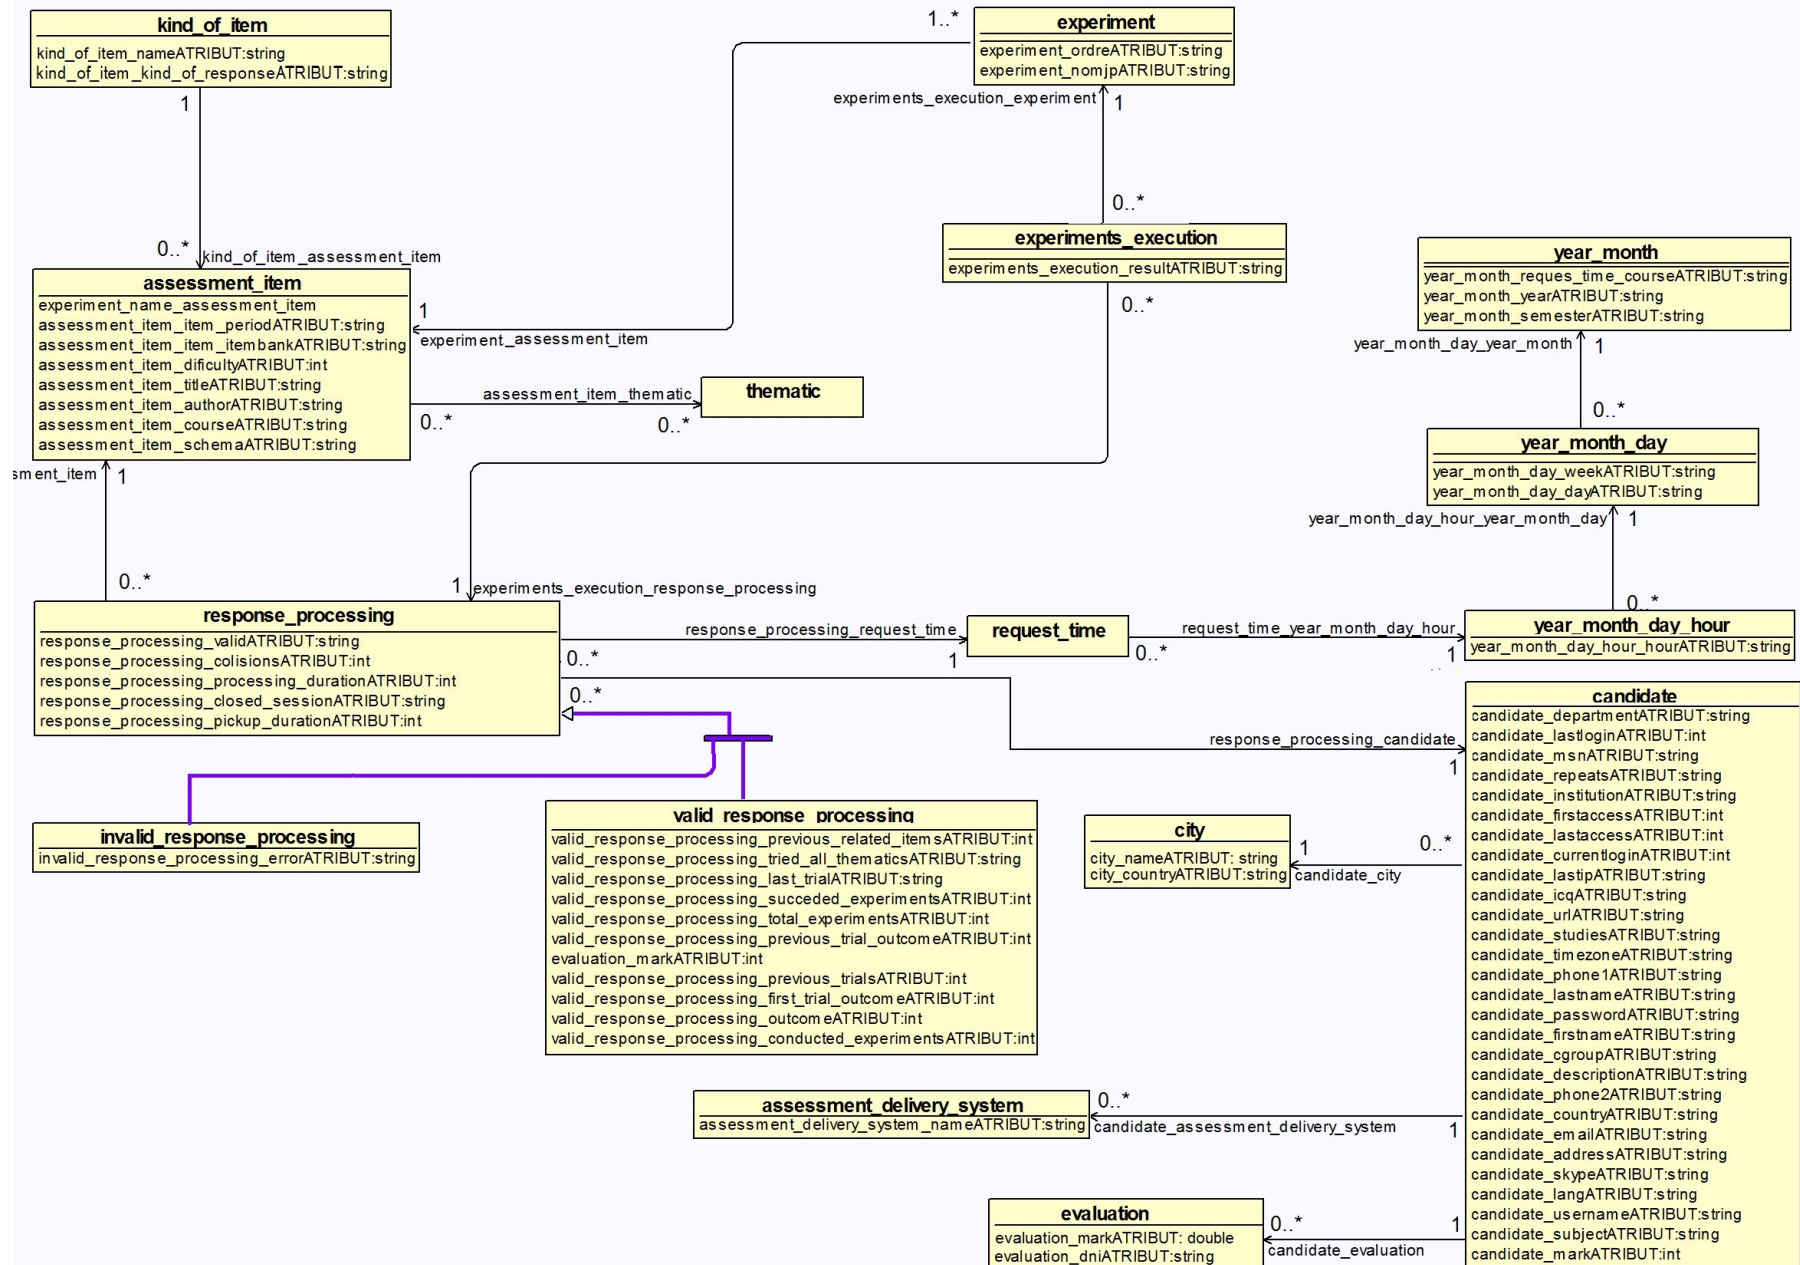 kind_of_item
kind_of_item_nameATRIBUT:string
kind_of_item_kind_of_responseATRIBUT:string
1
0..*
kind_of_item_assessment_item
1..*
experiment
experiment_ordreATRIBUT:string
experiment_nomjpATRIBUT:string
experiments_execution_experiment
1
0..*
experiments_execution
experiments_execution_resultATRIBUT:string
0..*
year_month
year_month_reques_time_courseATRIBUT:string
year_month_yearATRIBUT:string
year_month_semesterATRIBUT:string
year_month_day_year_month
1
0..*
assessment_item
experiment_name_assessment_item
assessment_item_item_periodATRIBUT:string
assessment_item_item_itembankATRIBUT:string
assessment_item_dificultyATRIBUT:int
assessment_item_titleATRIBUT:string
assessment_item_authorATRIBUT:string
assessment_item_courseATRIBUT:string
assessment_item_schemaATRIBUT:string
1
experiment_assessment_item
assessment_item_thematic
0..*
0..*
thematic
year_month_day
year_month_day_weekATRIBUT:string
year_month_day_dayATRIBUT:string
year_month_day_hour_year_month_day
1
0..*
sment_item
1
0..*
1
experiments_execution_response_processing
response_processing
response_processing_validATRIBUT:string
response_processing_colisionsATRIBUT:int
response_processing_processing_durationATRIBUT:int
response_processing_closed_sessionATRIBUT:string
response_processing_pickup_durationATRIBUT:int
response_processing_request_time
0..*
1
request_time
request_time_year_month_day_hour
0..*
1
year_month_day_hour
year_month_day_hour_hourATRIBUT:string
0..*
response_processing_candidate
1
invalid_response_processing
invalid_response_processing_errorATRIBUT:string
valid_response_processing
valid_response_processing_previous_related_itemsATRIBUT:int
valid_response_processing_tried_all_thematicsATRIBUT:string
valid_response_processing_last_trialATRIBUT:string
valid_response_processing_succeded_experimentsATRIBUT:int
valid_response_processing_total_experimentsATRIBUT:int
valid_response_processing_previous_trial_outcomeATRIBUT:int
evaluation_markATRIBUT:int
valid_response_processing_previous_trialsATRIBUT:int
valid_response_processing_first_trial_outcomeATRIBUT:int
valid_response_processing_outcomeATRIBUT:int
valid_response_processing_conducted_experimentsATRIBUT:int
city
city_nameATRIBUT: string
city_countryATRIBUT:string
1
0..*
candidate_city
candidate
candidate_departmentATRIBUT:string
candidate_lastloginATRIBUT:int
candidate_msnATRIBUT:string
candidate_repeatsATRIBUT:string
candidate_institutionATRIBUT:string
candidate_firstaccessATRIBUT:int
candidate_lastaccessATRIBUT:int
candidate_currentloginATRIBUT:int
candidate_lastipATRIBUT:string
candidate_icqATRIBUT:string
candidate_urlATRIBUT:string
candidate_studiesATRIBUT:string
candidate_timezoneATRIBUT:string
candidate_phone1ATRIBUT:string
candidate_lastnameATRIBUT:string
candidate_passwordATRIBUT:string
candidate_firstnameATRIBUT:string
candidate_cgroupATRIBUT:string
candidate_descriptionATRIBUT:string
candidate_phone2ATRIBUT:string
candidate_countryATRIBUT:string
candidate_emailATRIBUT:string
candidate_addressATRIBUT:string
candidate_skypeATRIBUT:string
candidate_langATRIBUT:string
candidate_usernameATRIBUT:string
candidate_subjectATRIBUT:string
candidate_markATRIBUT:int
assessment_delivery_system
assessment_delivery_system_nameATRIBUT:string
0..*
candidate_assessment_delivery_system
1
evaluation
evaluation_markATRIBUT: double
evaluation_dniATRIBUT:string
0..*
1
candidate_evaluation